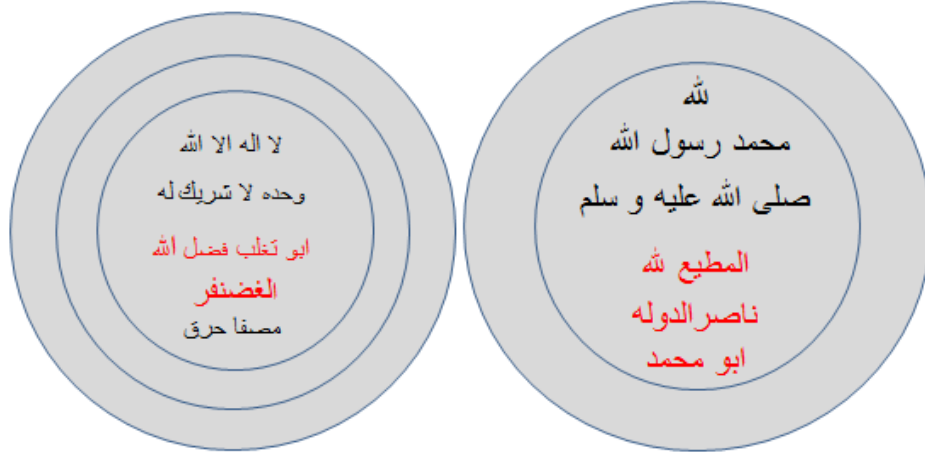 لا اله الا الله
وحده لا شريك له
ابو تغلب فضل الله
الغضنفر
مصفا حرق
لله
محمد رسول الله
صلى الله عليه و سلم
المطيع لله
ناصرالدوله
ابو محمد